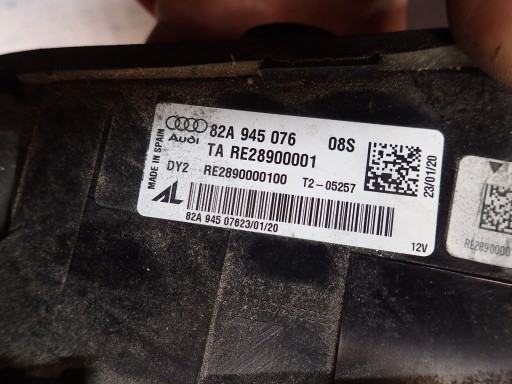 MADE IN SPAIN
Audi
82A 945 076 08S
TA RE28900001
DY2 RE2890000100 T2-05257
AL
82A 945 07623/01/20
23/01/20
12V